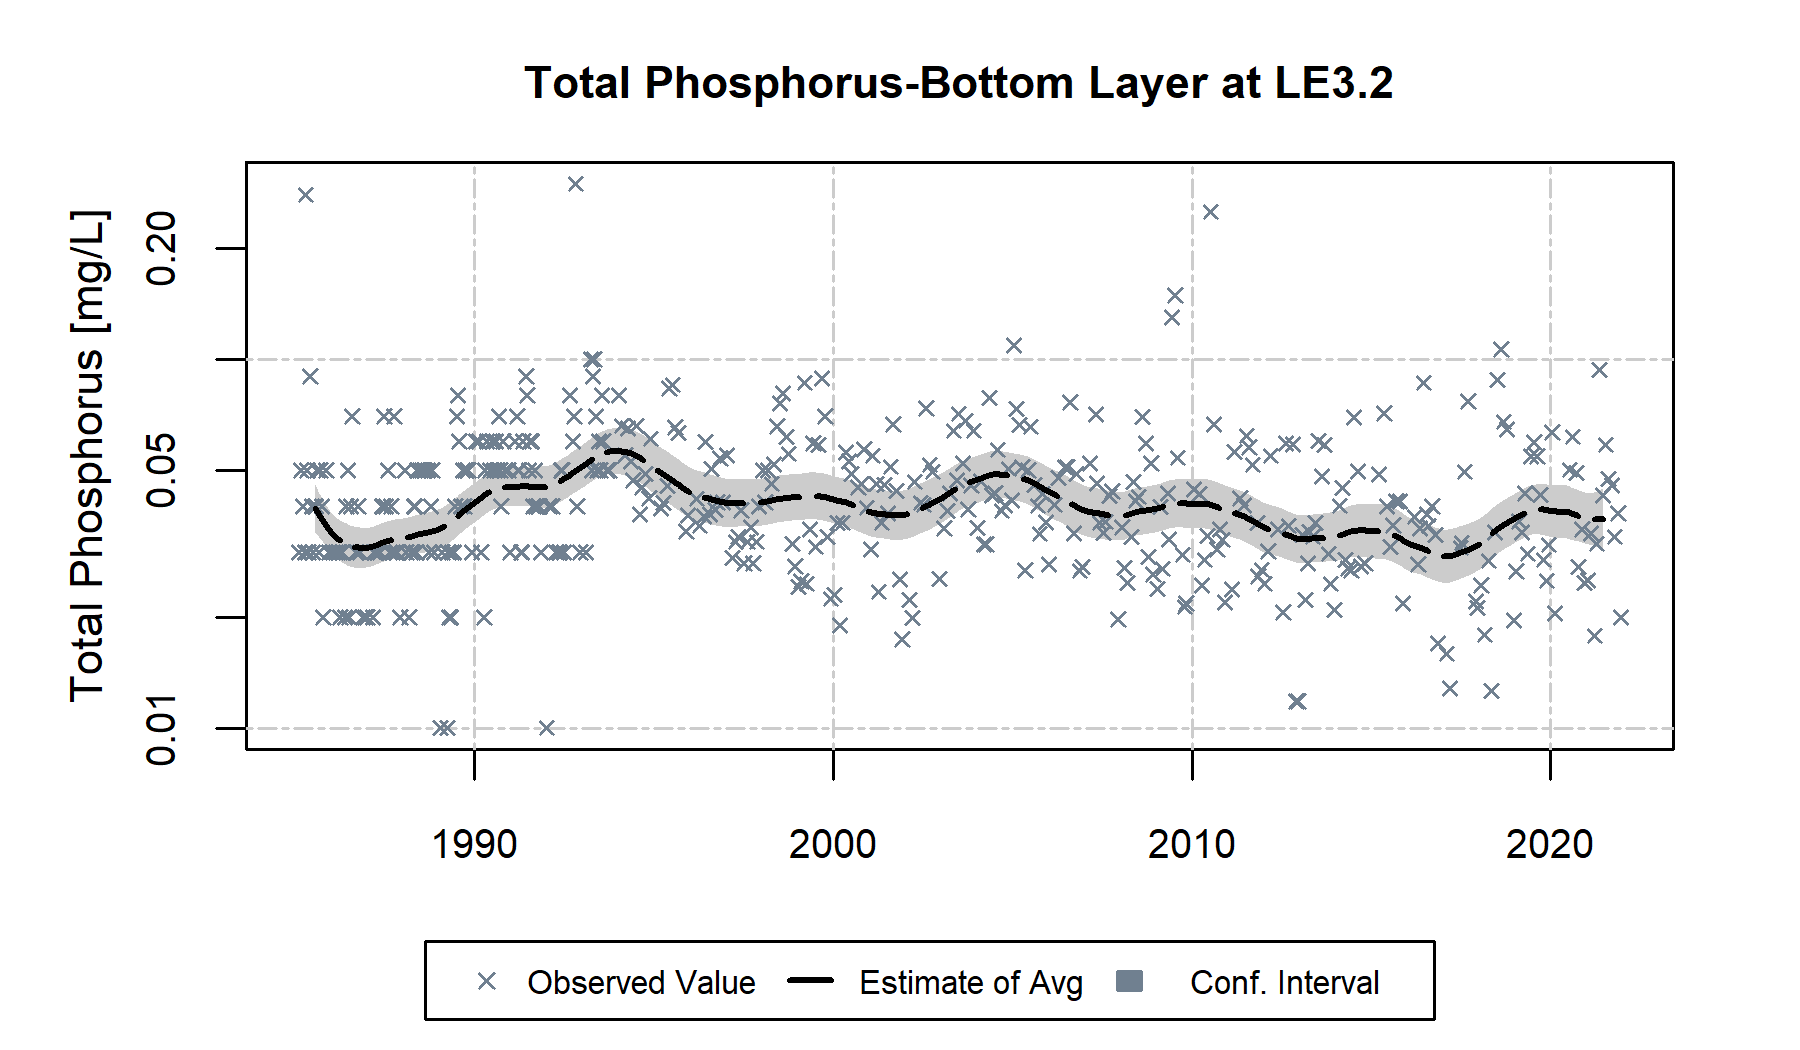 Total Phosphorus-Bottom Layer at LE3.2
Total Phosphorus [mg/L]
0.20
0.05
0.01
1990 2000 2010 2020
Observed Value Estimate of Avg Conf. Interval